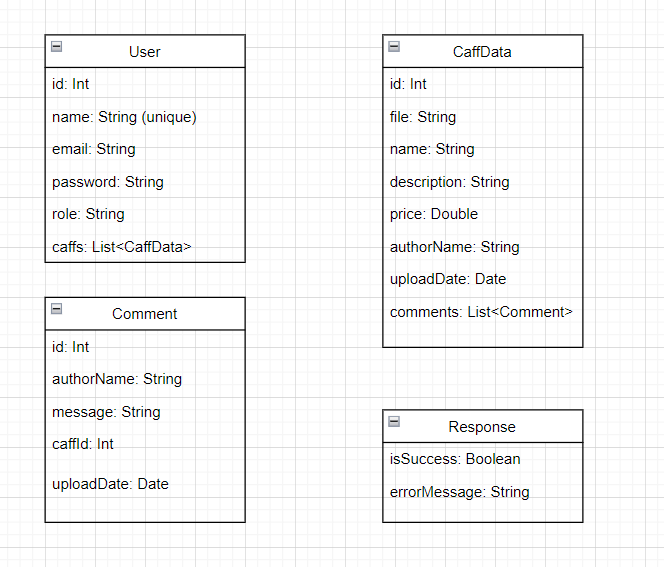 User
id: Int
name: String (unique)
email: String
password: String
role: String
caffs: List<CaffData>
Comment
id: Int
authorName: String
message: String
caffId: Int
uploadDate: Date
CaffData
id: Int
file: String
name: String
description: String
price: Double
authorName: String
uploadDate: Date
comments: List<Comment>
Response
isSuccess: Boolean
errorMessage: String